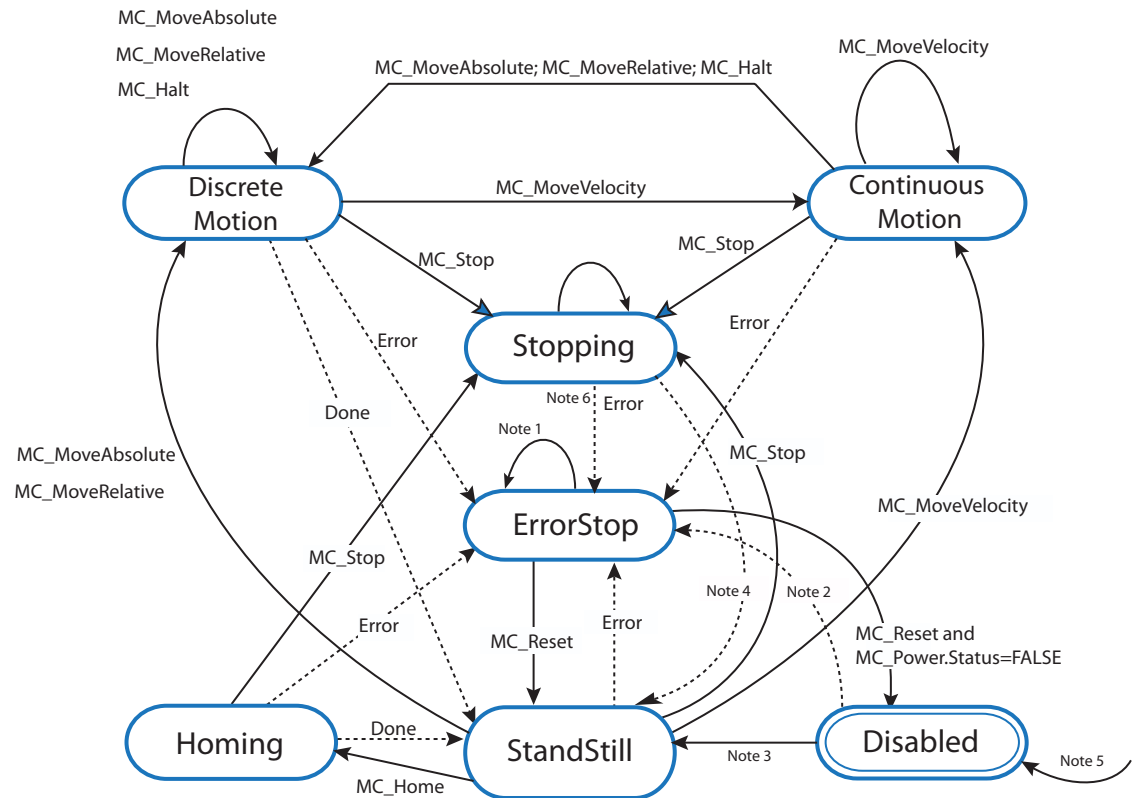 MC_MoveAbsolute
MC_MoveRelative
MC_Halt
MC_MoveAbsolute; MC_MoveRelative; MC_Halt
MC_MoveVelocity
Discrete
Motion
MC_MoveVelocity
Continuous
Motion
MC_Stop
MC_Stop
Stopping
Error
Error
Note 6
Error
Done
Note 1
MC_MoveAbsolute
MC_MoveRelative
MC_Stop
MC_MoveVelocity
ErrorStop
MC_Stop
Error
MC_Reset
Error
Note 4
Note 2
MC_Reset and
MC_Power.Status=FALSE
Homing
Done
StandStill
Note 3
Disabled
Note 5
MC_Home